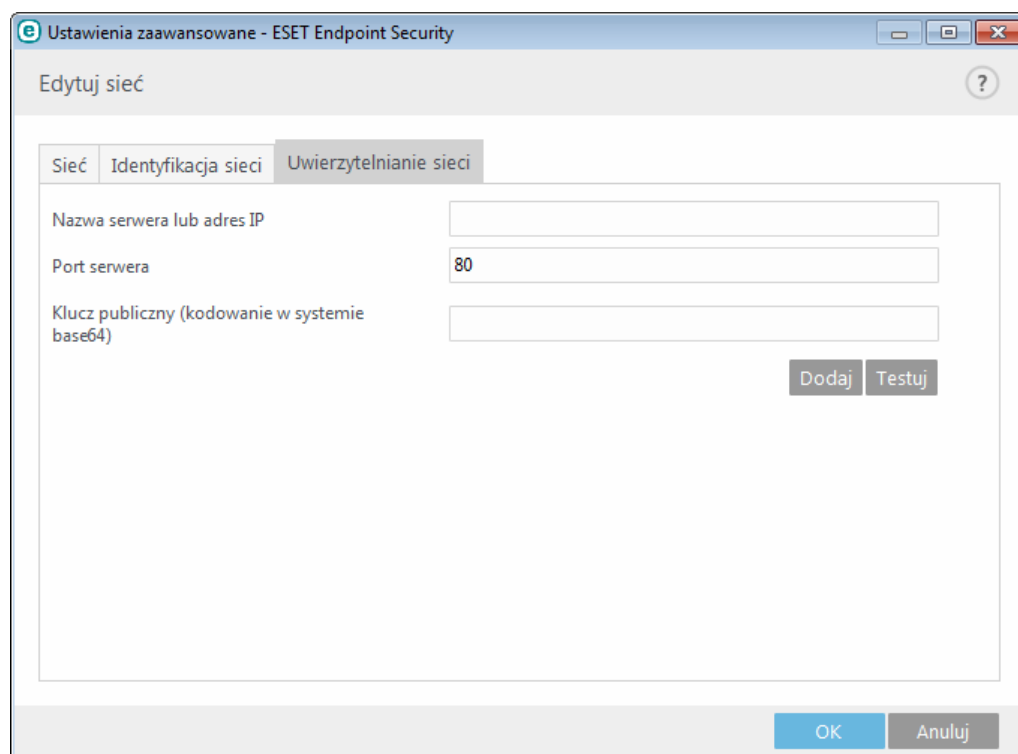 Ustawienia zaawansowane - ESET Endpoint Security
Edytuj sieć
?
Sieć Identyfikacja sieci Uwierzytelnianie sieci
Nazwa serwera lub adres IP
Port serwera 80
Klucz publiczny (kodowanie w systemie
base64)
Dodaj Testuj
OK Anuluj